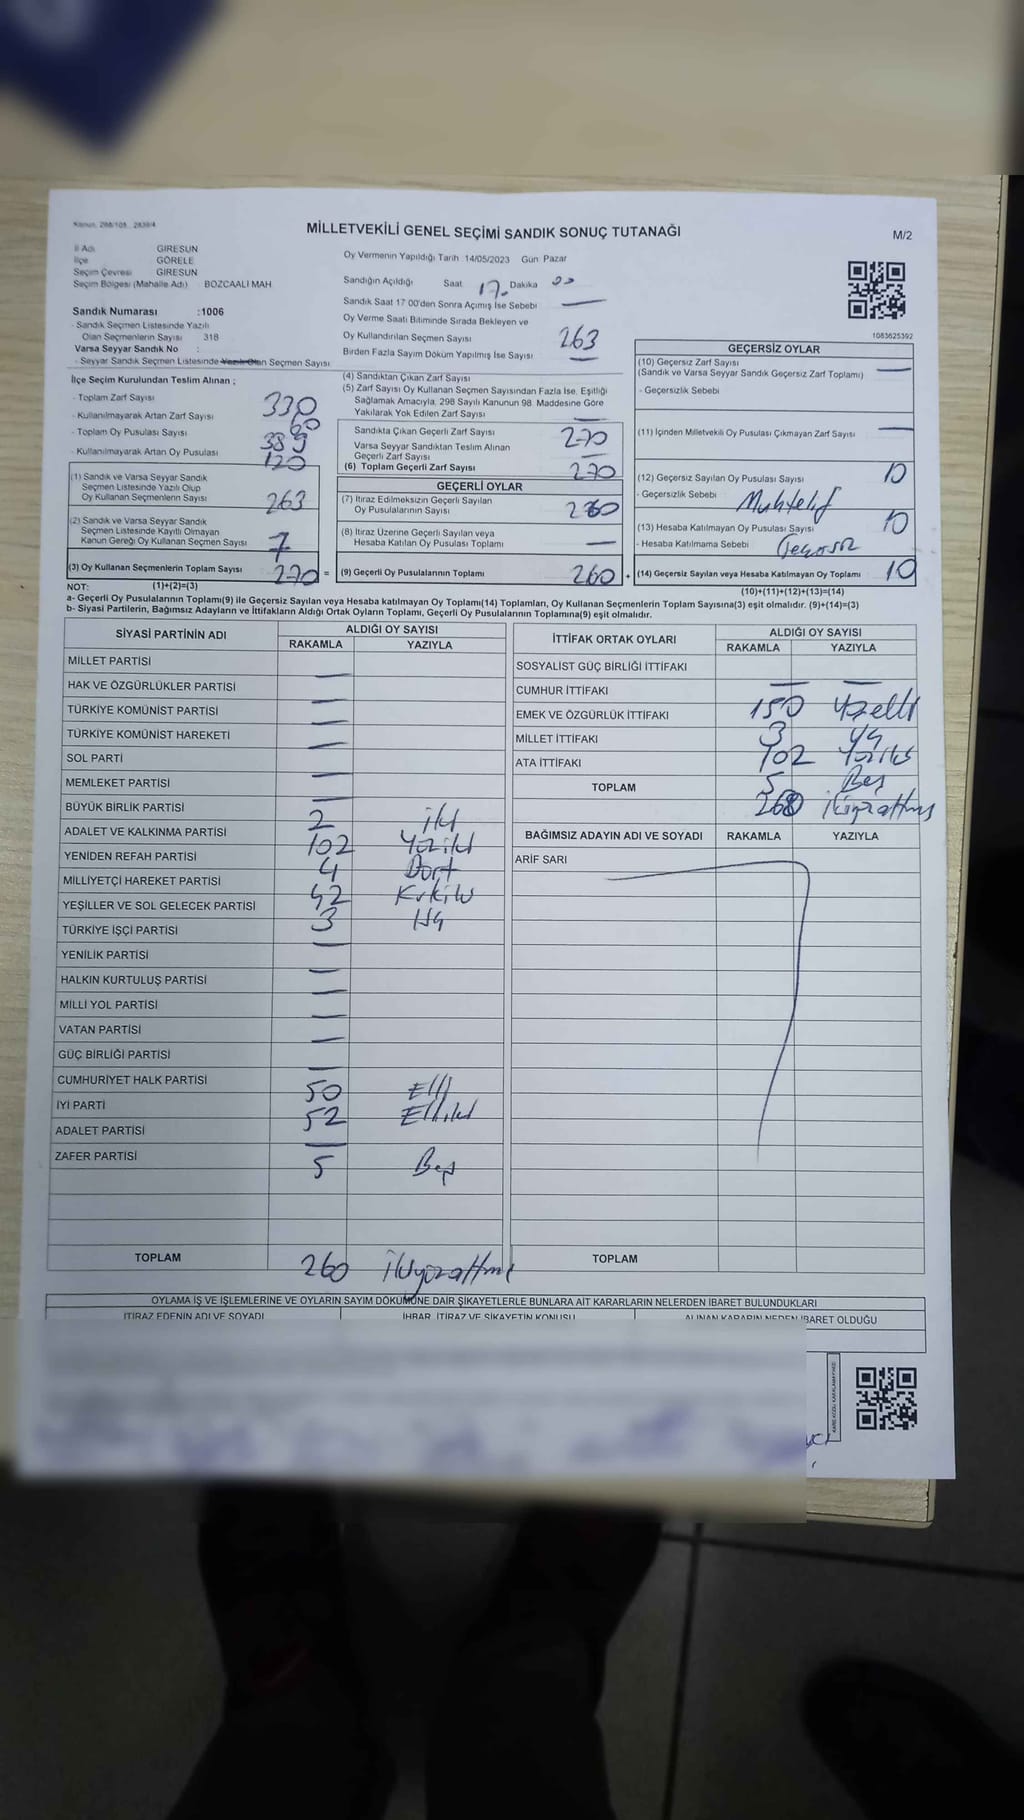 Kanun. 298/105, 2839/4
MİLLETVEKİLİ GENEL SEÇİMİ SANDIK SONUÇ TUTANAĞI
M/2
İl Adı GİRESUN
İlçe GÖRELE
Seçim Çevresi GİRESUN
Seçim Bölgesi (Mahalle Adı) BOZCAALİ MAH
Oy Vermenin Yapıldığı Tarih 14/05/2023 Gün Pazar
Sandığın Açıldığı Saat 17. Dakika 00
Sandık Saat 17 00'den Sonra Açımış İse Sebebi —
Oy Verme Saati Bitiminde Sırada Bekleyen ve
Oy Kullandırılan Seçmen Sayısı 263
Birden Fazla Sayım Döküm Yapılmış İse Sayısı —
Sandık Numarası :1006
- Sandık Seçmen Listesinde Yazılı
Olan Seçmenlerin Sayısı 318
Varsa Seyyar Sandık No :
- Seyyar Sandık Seçmen Listesinde Yazılı Olan Seçmen Sayısı
1083625392
İlçe Seçim Kurulundan Teslim Alınan ;
- Toplam Zarf Sayısı 330
- Kullanılmayarak Artan Zarf Sayısı 60
- Toplam Oy Pusulası Sayısı
- Kullanılmayarak Artan Oy Pusulası 120
(1) Sandık ve Varsa Seyyar Sandık
Seçmen Listesinde Yazılı Olup
Oy Kullanan Seçmenlerin Sayısı 263
(2) Sandık ve Varsa Seyyar Sandık
Seçmen Listesinde Kayıtlı Olmayan
Kanun Gereği Oy Kullanan Seçmen Sayısı 7
(3) Oy Kullanan Seçmenlerin Toplam Sayısı 270 =
(1)+(2)=(3)
(4) Sandıktan Çıkan Zarf Sayısı
(5) Zarf Sayısı Oy Kullanan Seçmen Sayısından Fazla İse, Eşitliği
Sağlamak Amacıyla, 298 Sayılı Kanunun 98. Maddesine Göre
Yakılarak Yok Edilen Zarf Sayısı —
Sandıkta Çıkan Geçerli Zarf Sayısı 270
Varsa Seyyar Sandıktan Teslim Alınan
Geçerli Zarf Sayısı
(6) Toplam Geçerli Zarf Sayısı 270
GEÇERLİ OYLAR
(7) İtiraz Edilmeksizin Geçerli Sayılan
Oy Pusulalarının Sayısı 260
(8) İtiraz Üzerine Geçerli Sayılan veya
Hesaba Katılan Oy Pusulası Toplamı —
(9) Geçerli Oy Pusulalarının Toplamı 260 +
GEÇERSİZ OYLAR
(10) Geçersiz Zarf Sayısı
(Sandık ve Varsa Seyyar Sandık Geçersiz Zarf Toplamı) —
- Geçersizlik Sebebi
(11) İçinden Milletvekili Oy Pusulası Çıkmayan Zarf Sayısı —
(12) Geçersiz Sayılan Oy Pusulası Sayısı 10
- Geçersizlik Sebebi Muhtelif
(13) Hesaba Katılmayan Oy Pusulası Sayısı 10
- Hesaba Katılmama Sebebi Geçersiz
(14) Geçersiz Sayılan veya Hesaba Katılmayan Oy Toplamı 10
(10)+(11)+(12)+(13)=(14)
NOT:
a- Geçerli Oy Pusulalarının Toplamı(9) ile Geçersiz Sayılan veya Hesaba katılmayan Oy Toplamı(14) Toplamları, Oy Kullanan Seçmenlerin Toplam Sayısına(3) eşit olmalıdır. (9)+(14)=(3)
b- Siyasi Partilerin, Bağımsız Adayların ve İttifakların Aldığı Ortak Oyların Toplamı, Geçerli Oy Pusulalarının Toplamına(9) eşit olmalıdır.
SİYASİ PARTİNİN ADI ALDIĞI OY SAYISI
RAKAMLA YAZIYLA
MİLLET PARTİSİ —
HAK VE ÖZGÜRLÜKLER PARTİSİ —
TÜRKİYE KOMÜNİST PARTİSİ —
TÜRKİYE KOMÜNİST HAREKETİ —
SOL PARTİ —
MEMLEKET PARTİSİ —
BÜYÜK BİRLİK PARTİSİ 2 iki
ADALET VE KALKINMA PARTİSİ 102 Yüziki
YENİDEN REFAH PARTİSİ 4 Dört
MİLLİYETÇİ HAREKET PARTİSİ 42 Kırkiki
YEŞİLLER VE SOL GELECEK PARTİSİ 3 Üç
TÜRKİYE İŞÇİ PARTİSİ —
YENİLİK PARTİSİ —
HALKIN KURTULUŞ PARTİSİ —
MİLLİ YOL PARTİSİ —
VATAN PARTİSİ —
GÜÇ BİRLİĞİ PARTİSİ —
CUMHURİYET HALK PARTİSİ 50 Elli
İYİ PARTİ 52 Elliiki
ADALET PARTİSİ —
ZAFER PARTİSİ 5 Beş
TOPLAM 260 ikiyüzaltmış
İTTİFAK ORTAK OYLARI ALDIĞI OY SAYISI
RAKAMLA YAZIYLA
SOSYALİST GÜÇ BİRLİĞİ İTTİFAKI — —
CUMHUR İTTİFAKI 150 Yüzelli
EMEK VE ÖZGÜRLÜK İTTİFAKI 3 Üç
MİLLET İTTİFAKI 102 Yüziki
ATA İTTİFAKI 5 Beş
TOPLAM 260 ikiyüzaltmış
BAĞIMSIZ ADAYIN ADI VE SOYADI RAKAMLA YAZIYLA
ARİF SARI
TOPLAM
OYLAMA İŞ VE İŞLEMLERİNE VE OYLARIN SAYIM DÖKÜMÜNE DAİR ŞİKAYETLERLE BUNLARA AİT KARARLARIN NELERDEN İBARET BULUNDUKLARI
İTİRAZ EDENİN ADI VE SOYADI İHBAR, İTİRAZ VE ŞİKAYETİN KONUSU ALINAN KARARIN NEDEN İBARET OLDUĞU